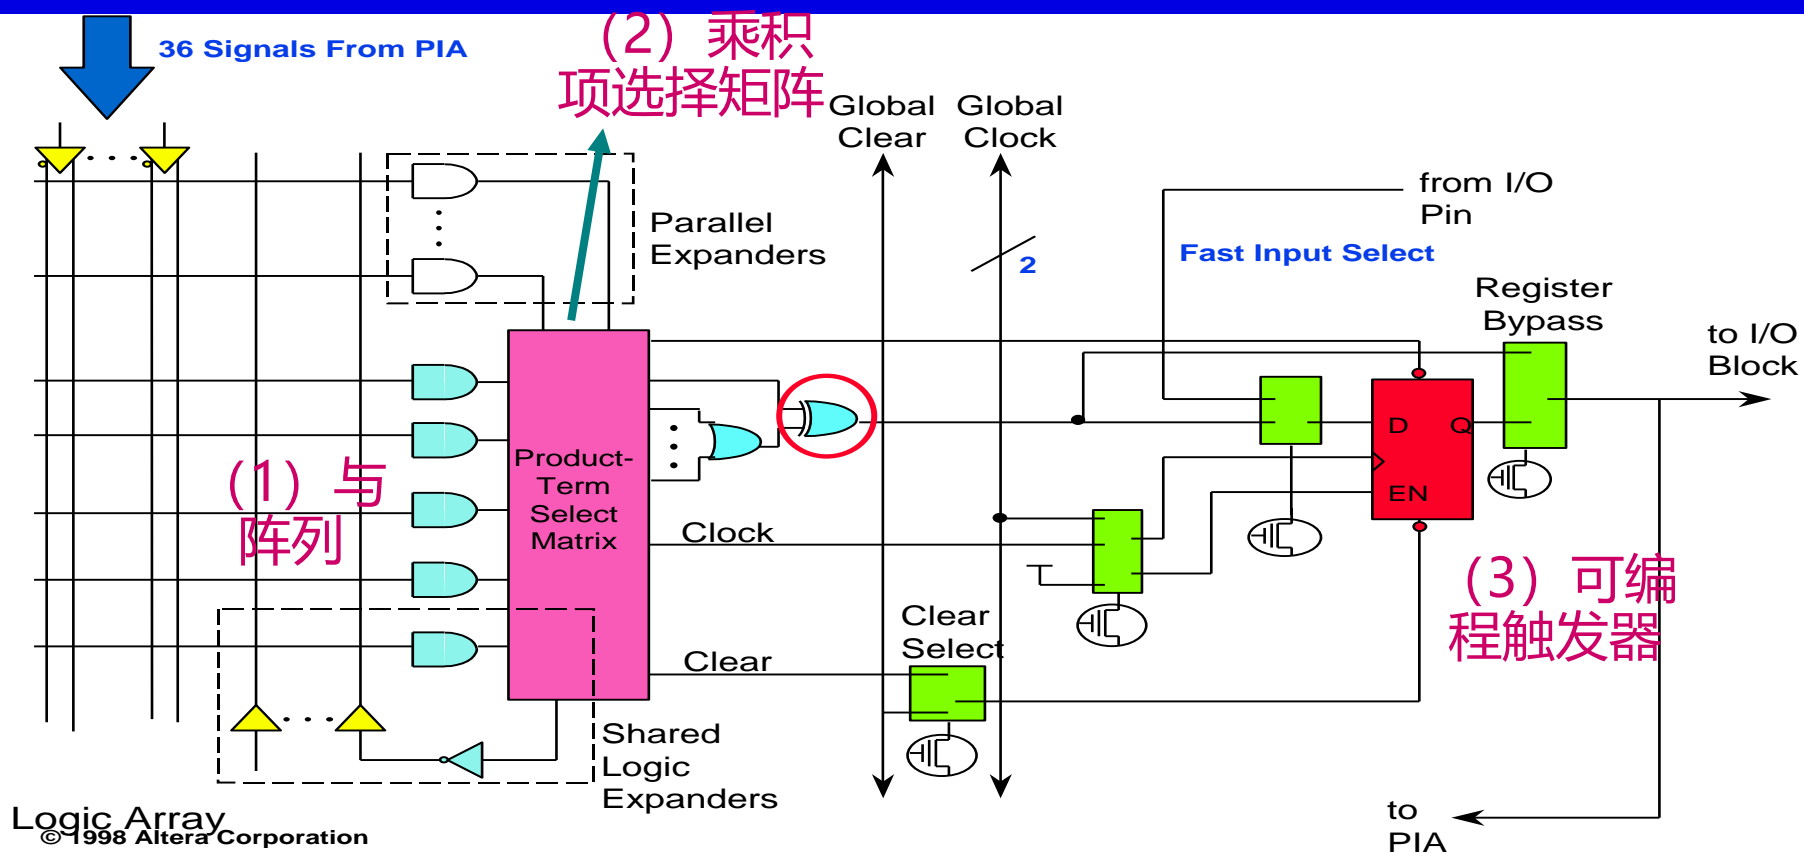 36 Signals From PIA
（2）乘积
项选择矩阵
Global
Clear
Global
Clock
from I/O
Pin
Parallel
Expanders
2
Fast Input Select
Register
Bypass
to I/O
Block
D
Q
EN
（1）与
阵列
Product-
Term
Select
Matrix
Clock
（3）可编
程触发器
Clear
Select
Clear
Shared
Logic
Expanders
Logic Array
© 1998 Altera Corporation
to
PIA